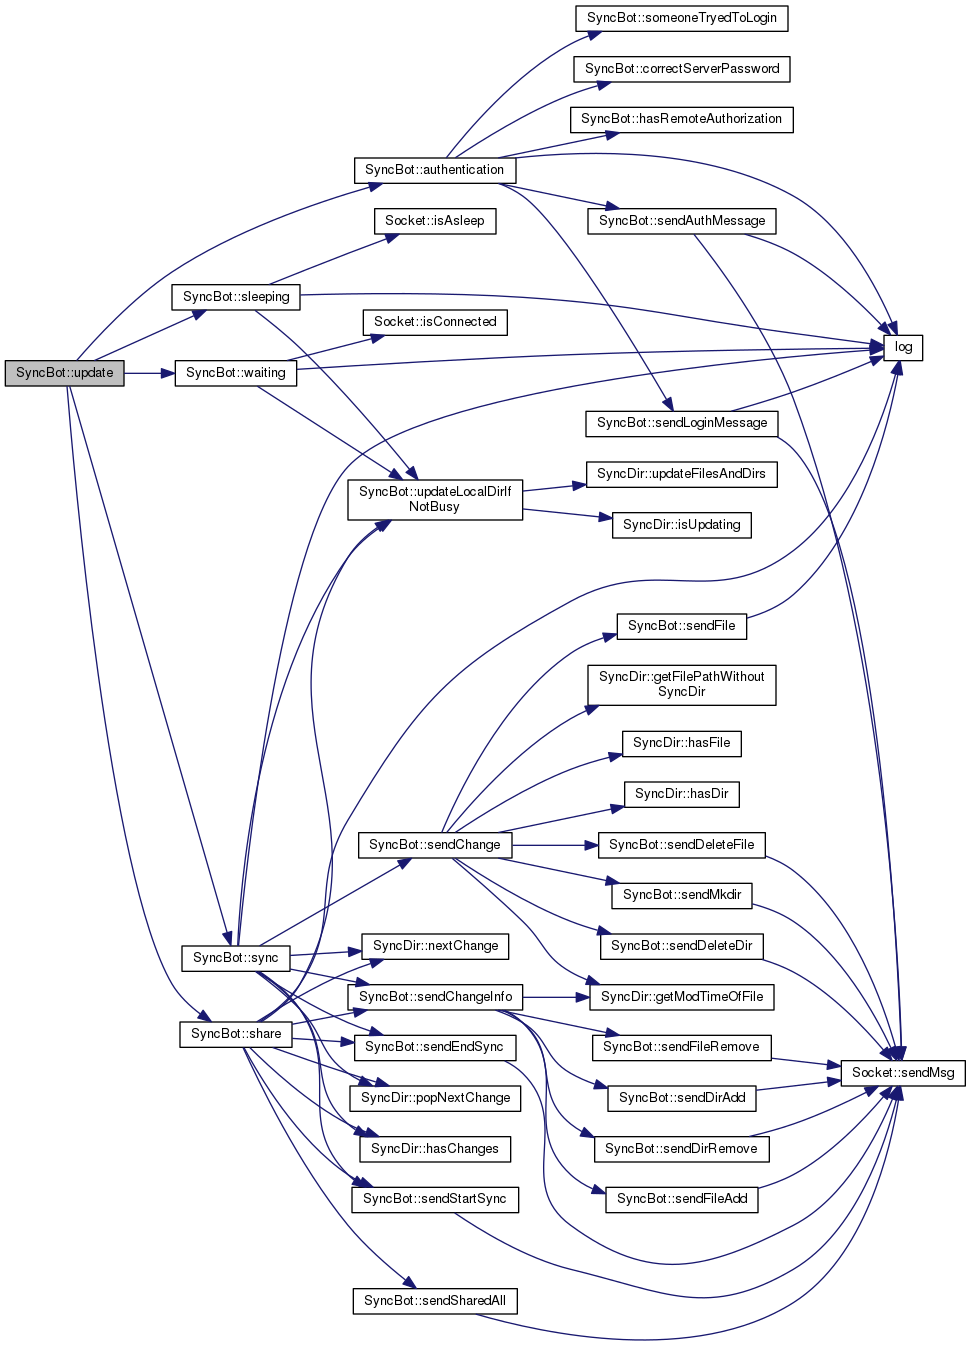 SyncBot::someoneTryedToLogin
SyncBot::correctServerPassword
SyncBot::hasRemoteAuthorization
SyncBot::authentication
SyncBot::sendAuthMessage
Socket::isAsleep
SyncBot::sleeping
Socket::isConnected
log
SyncBot::update
SyncBot::waiting
SyncBot::sendLoginMessage
SyncDir::updateFilesAndDirs
SyncBot::updateLocalDirIf
NotBusy
SyncDir::isUpdating
SyncBot::sendFile
SyncDir::getFilePathWithout
SyncDir
SyncDir::hasFile
SyncDir::hasDir
SyncBot::sendChange
SyncBot::sendDeleteFile
SyncBot::sendMkdir
SyncBot::sendDeleteDir
SyncDir::nextChange
SyncBot::sync
SyncBot::sendChangeInfo
SyncDir::getModTimeOfFile
SyncBot::share
SyncBot::sendEndSync
SyncBot::sendFileRemove
Socket::sendMsg
SyncDir::popNextChange
SyncBot::sendDirAdd
SyncDir::hasChanges
SyncBot::sendDirRemove
SyncBot::sendStartSync
SyncBot::sendFileAdd
SyncBot::sendSharedAll